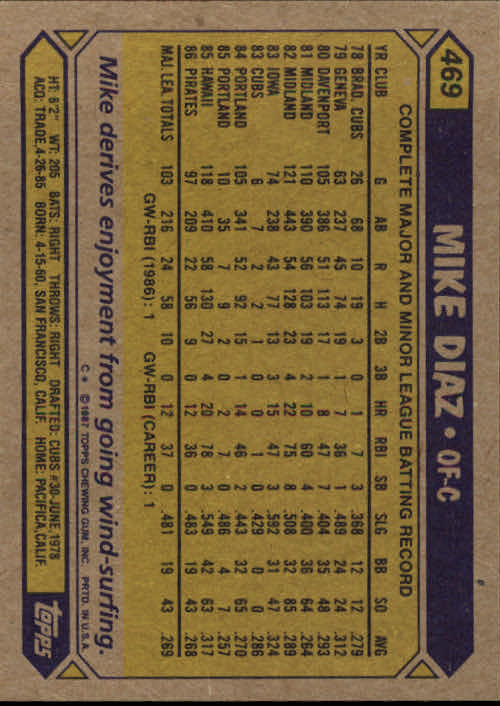 469
MIKE DIAZ • OF-C
COMPLETE MAJOR AND MINOR LEAGUE BATTING RECORD
YR CLUB G AB R H 2B 3B HR RBI SB SLG BB SO AVG
78 BRAD. CUBS 26 68 10 19 3 0 1 7 3 .368 12 12 .279
79 GENEVA 63 237 45 74 19 1 7 36 1 .489 24 24 .312
80 DAVENPORT 105 386 51 113 17 1 8 47 7 .404 35 48 .293
81 MIDLAND 110 390 56 103 19 2 10 60 4 .400 36 64 .264
82 MIDLAND 121 443 54 128 23 4 22 75 8 .508 32 85 .289
83 IOWA 74 238 43 77 13 3 15 47 3 .592 31 47 .324
83 CUBS 6 7 2 2 1 0 0 1 0 .429 0 0 .286
84 PORTLAND 105 341 52 92 15 1 14 46 2 .443 32 65 .270
85 PORTLAND 10 35 7 9 2 0 2 7 0 .486 4 7 .257
85 HAWAII 118 410 58 130 27 4 20 78 3 .549 42 63 .317
86 PIRATES 97 209 22 56 9 0 12 36 0 .483 19 43 .268
MAJ. LEA. TOTALS 103 216 24 58 10 0 12 37 0 .481 19 43 .269
GW-RBI (1986): 1 GW-RBI (CAREER): 1
C * ©1987 TOPPS CHEWING GUM, INC. PRTD. IN U.S.A.
Mike derives enjoyment from going wind-surfing.
HT: 6'2" WT: 205 BATS: RIGHT THROWS: RIGHT DRAFTED: CUBS #30-JUNE, 1978
ACQ: TRADE, 4-26-85 BORN: 4-15-60, SAN FRANCISCO, CALIF. HOME: PACIFICA, CALIF.
topps